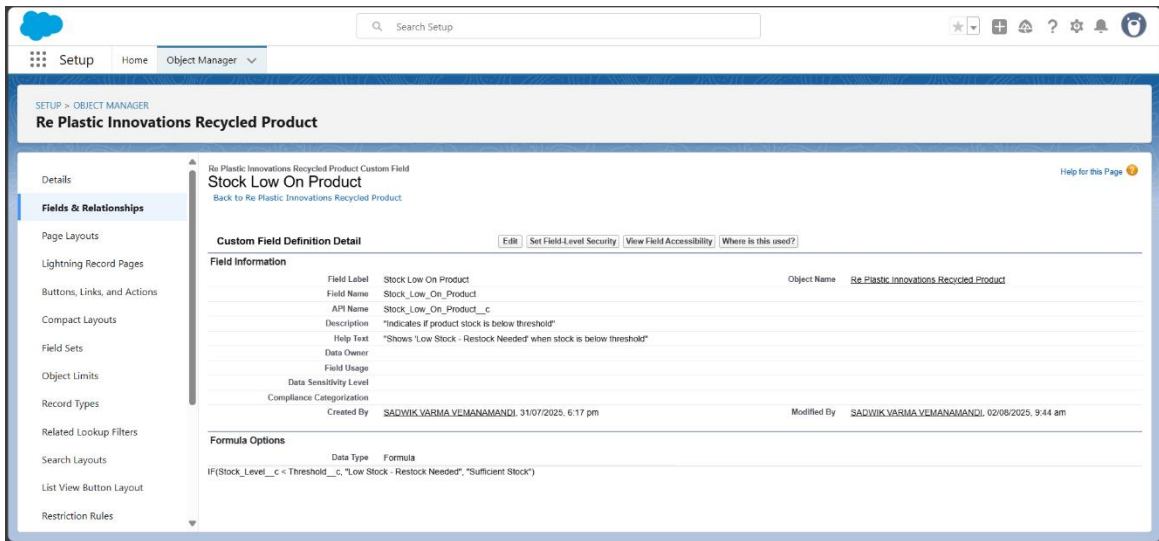 Search Setup
Setup Home Object Manager
SETUP > OBJECT MANAGER
Re Plastic Innovations Recycled Product
Details
Fields & Relationships
Page Layouts
Lightning Record Pages
Buttons, Links, and Actions
Compact Layouts
Field Sets
Object Limits
Record Types
Related Lookup Filters
Search Layouts
List View Button Layout
Restriction Rules
Re Plastic Innovations Recycled Product Custom Field
Stock Low On Product
Back to Re Plastic Innovations Recycled Product
Help for this Page ?
Custom Field Definition Detail Edit Set Field-Level Security View Field Accessibility Where is this used?
Field Information
Field Label Stock Low On Product Object Name Re Plastic Innovations Recycled Product
Field Name Stock_Low_On_Product
API Name Stock_Low_On_Product__c
Description "Indicates if product stock is below threshold"
Help Text "Shows 'Low Stock - Restock Needed' when stock is below threshold"
Data Owner
Field Usage
Data Sensitivity Level
Compliance Categorization
Created By SADWIK VARMA VEMANAMANDI, 31/07/2025, 6:17 pm Modified By SADWIK VARMA VEMANAMANDI, 02/08/2025, 9:44 am
Formula Options
Data Type Formula
IF(Stock_Level__c < Threshold__c, "Low Stock - Restock Needed", "Sufficient Stock")